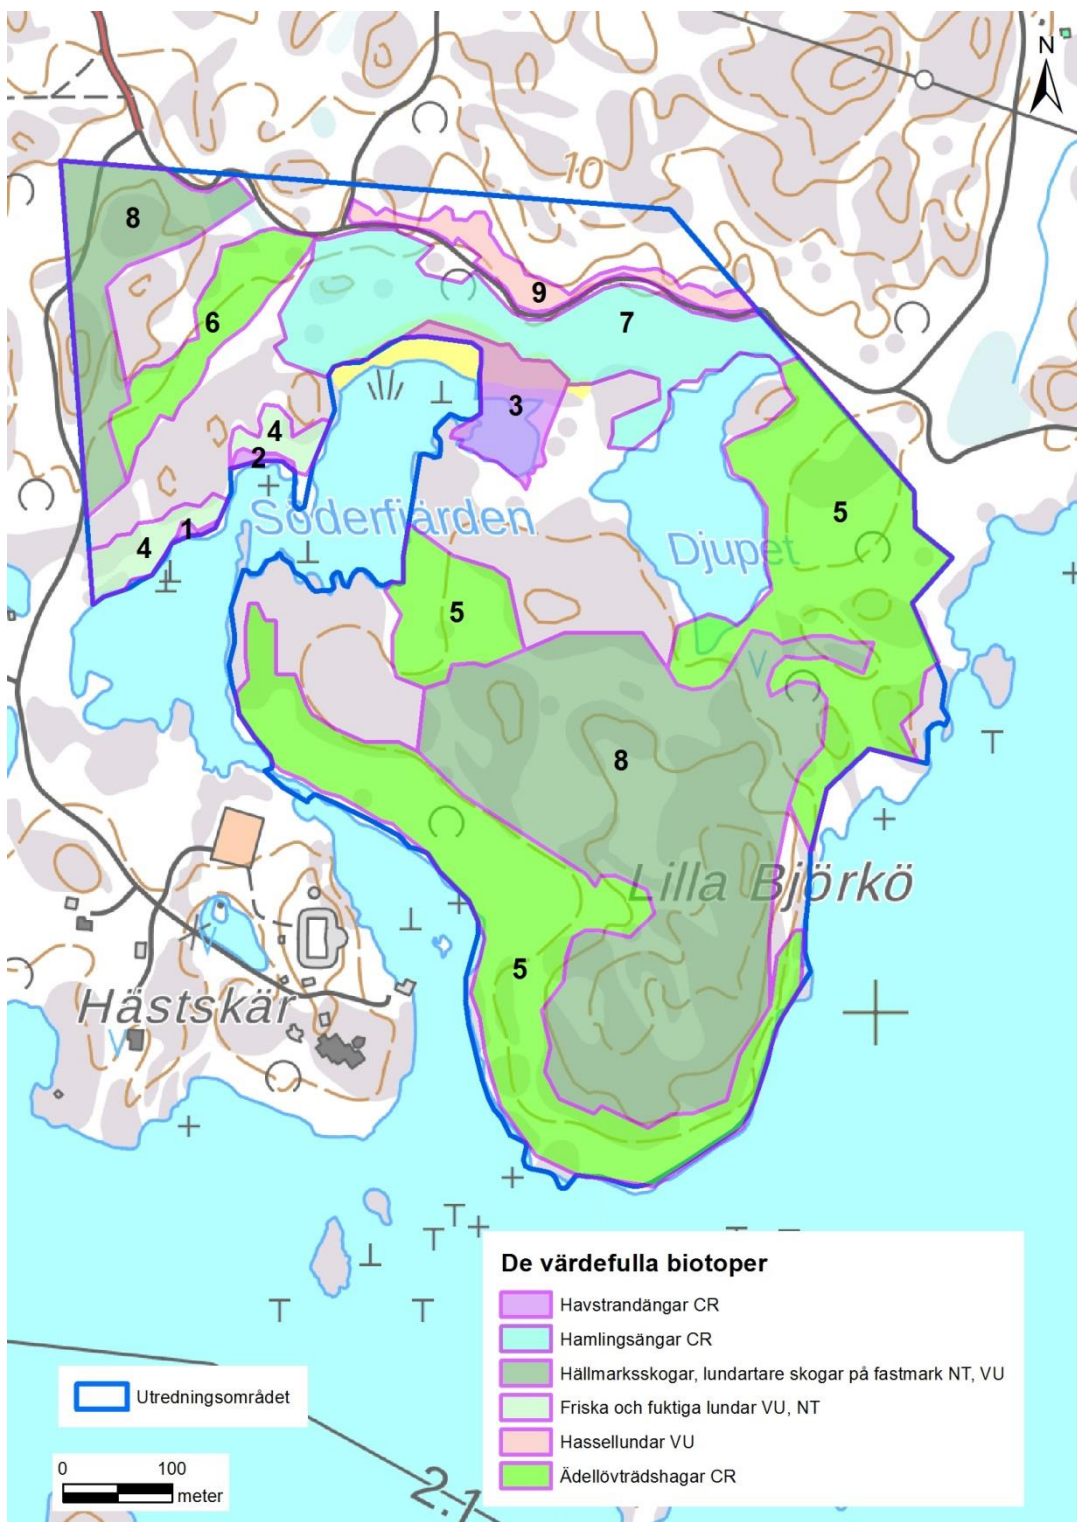 N
10
8
6
9
7
3
4
2
Söderfjärden
1
4
5
Djupet
5
8
Lilla Björkö
5
Hästskär
De värdefulla biotoper
Havstrandängar CR
Hamlingsängar CR
Hällmarksskogar, lundartare skogar på fastmark NT, VU
Friska och fuktiga lundar VU, NT
Hassellundar VU
Ädellövträdshagar CR
Utredningsområdet
0 100
meter
2.1